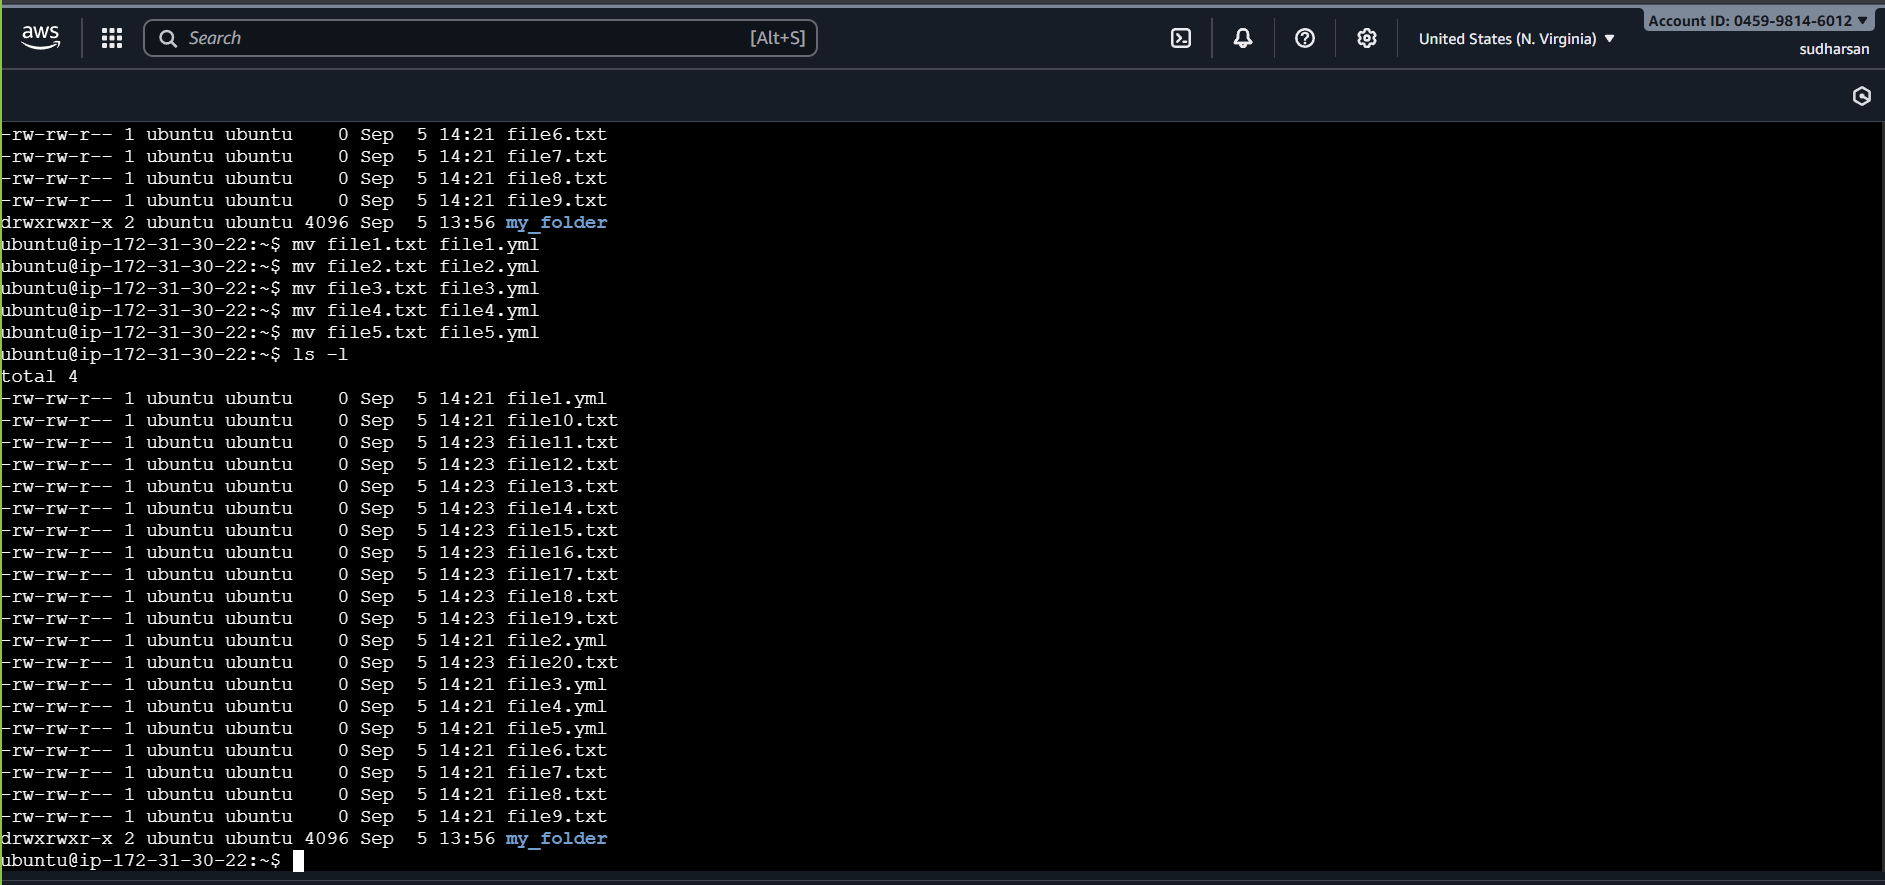 aws
Search [Alt+S]
United States (N. Virginia) ▼
Account ID: 0459-9814-6012 ▼
sudharsan
-rw-rw-r-- 1 ubuntu ubuntu    0 Sep  5 14:21 file6.txt
-rw-rw-r-- 1 ubuntu ubuntu    0 Sep  5 14:21 file7.txt
-rw-rw-r-- 1 ubuntu ubuntu    0 Sep  5 14:21 file8.txt
-rw-rw-r-- 1 ubuntu ubuntu    0 Sep  5 14:21 file9.txt
drwxrwxr-x 2 ubuntu ubuntu 4096 Sep  5 13:56 my_folder
ubuntu@ip-172-31-30-22:~$ mv file1.txt file1.yml
ubuntu@ip-172-31-30-22:~$ mv file2.txt file2.yml
ubuntu@ip-172-31-30-22:~$ mv file3.txt file3.yml
ubuntu@ip-172-31-30-22:~$ mv file4.txt file4.yml
ubuntu@ip-172-31-30-22:~$ mv file5.txt file5.yml
ubuntu@ip-172-31-30-22:~$ ls -l
total 4
-rw-rw-r-- 1 ubuntu ubuntu    0 Sep  5 14:21 file1.yml
-rw-rw-r-- 1 ubuntu ubuntu    0 Sep  5 14:21 file10.txt
-rw-rw-r-- 1 ubuntu ubuntu    0 Sep  5 14:23 file11.txt
-rw-rw-r-- 1 ubuntu ubuntu    0 Sep  5 14:23 file12.txt
-rw-rw-r-- 1 ubuntu ubuntu    0 Sep  5 14:23 file13.txt
-rw-rw-r-- 1 ubuntu ubuntu    0 Sep  5 14:23 file14.txt
-rw-rw-r-- 1 ubuntu ubuntu    0 Sep  5 14:23 file15.txt
-rw-rw-r-- 1 ubuntu ubuntu    0 Sep  5 14:23 file16.txt
-rw-rw-r-- 1 ubuntu ubuntu    0 Sep  5 14:23 file17.txt
-rw-rw-r-- 1 ubuntu ubuntu    0 Sep  5 14:23 file18.txt
-rw-rw-r-- 1 ubuntu ubuntu    0 Sep  5 14:23 file19.txt
-rw-rw-r-- 1 ubuntu ubuntu    0 Sep  5 14:21 file2.yml
-rw-rw-r-- 1 ubuntu ubuntu    0 Sep  5 14:23 file20.txt
-rw-rw-r-- 1 ubuntu ubuntu    0 Sep  5 14:21 file3.yml
-rw-rw-r-- 1 ubuntu ubuntu    0 Sep  5 14:21 file4.yml
-rw-rw-r-- 1 ubuntu ubuntu    0 Sep  5 14:21 file5.yml
-rw-rw-r-- 1 ubuntu ubuntu    0 Sep  5 14:21 file6.txt
-rw-rw-r-- 1 ubuntu ubuntu    0 Sep  5 14:21 file7.txt
-rw-rw-r-- 1 ubuntu ubuntu    0 Sep  5 14:21 file8.txt
-rw-rw-r-- 1 ubuntu ubuntu    0 Sep  5 14:21 file9.txt
drwxrwxr-x 2 ubuntu ubuntu 4096 Sep  5 13:56 my_folder
ubuntu@ip-172-31-30-22:~$